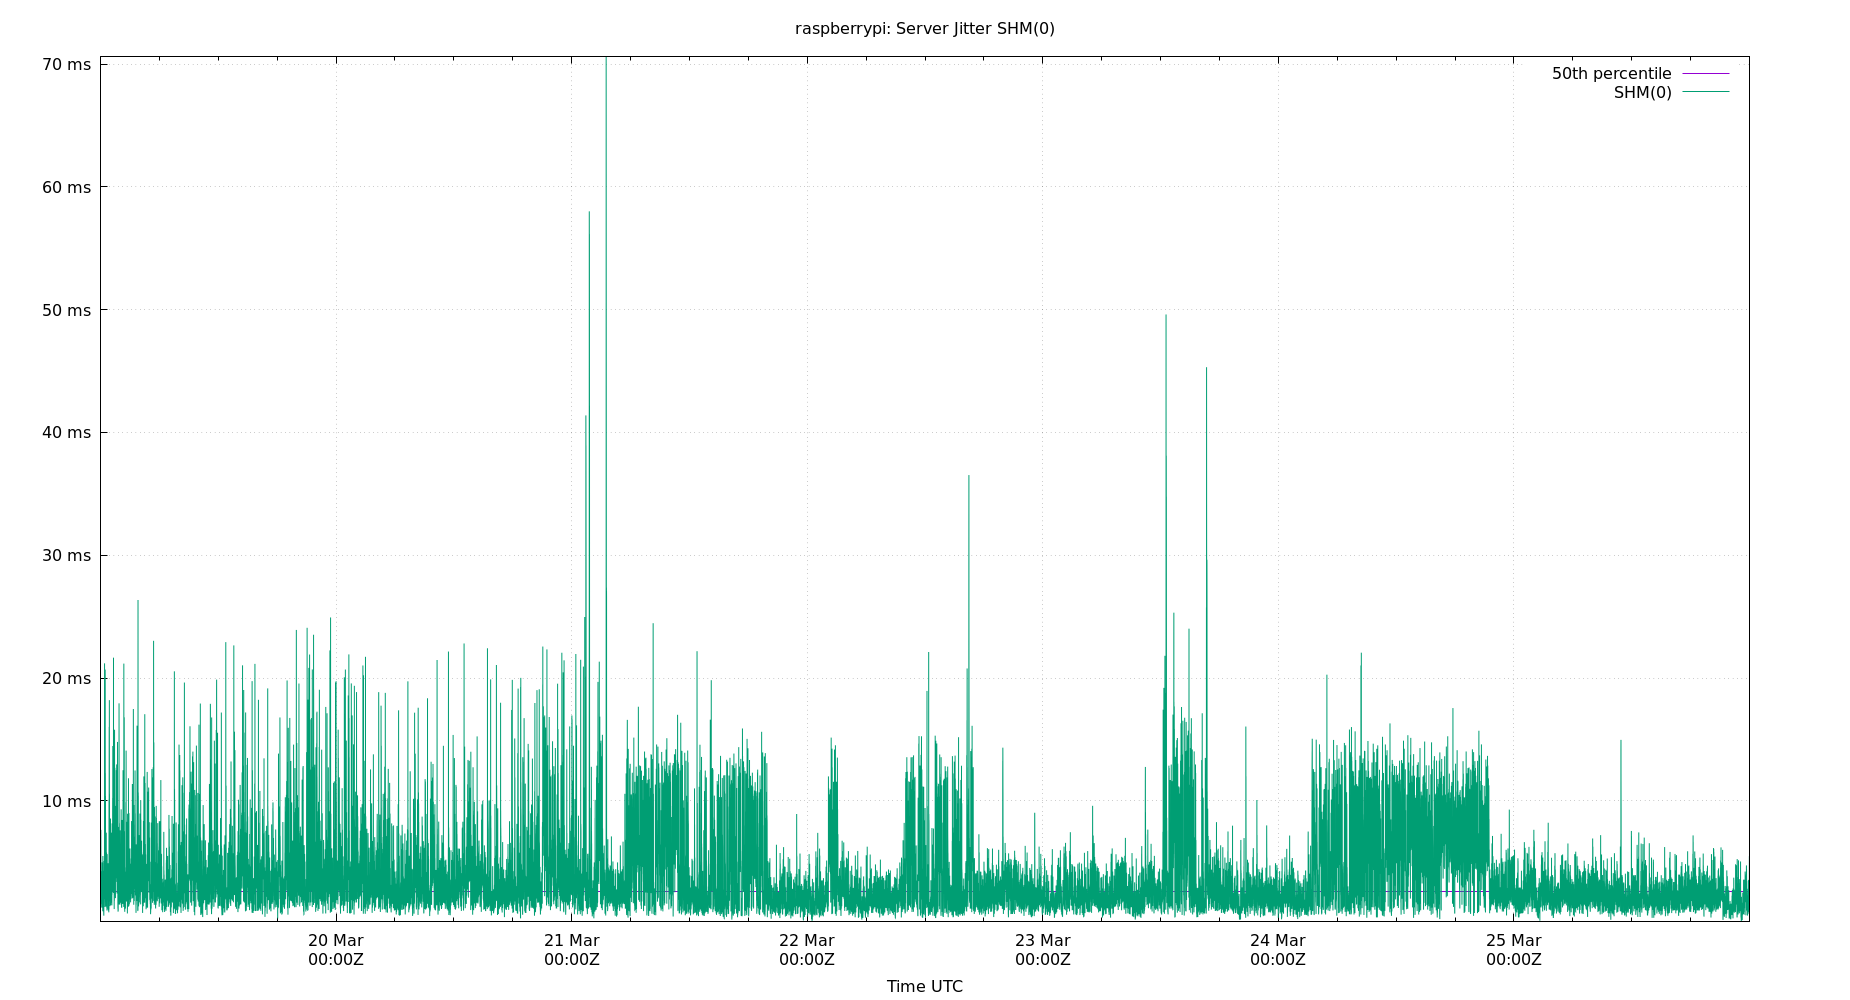 raspberrypi: Server Jitter SHM(0)
70 ms
60 ms
50 ms
40 ms
30 ms
20 ms
10 ms
50th percentile
SHM(0)
20 Mar
00:00Z
21 Mar
00:00Z
22 Mar
00:00Z
23 Mar
00:00Z
24 Mar
00:00Z
25 Mar
00:00Z
Time UTC